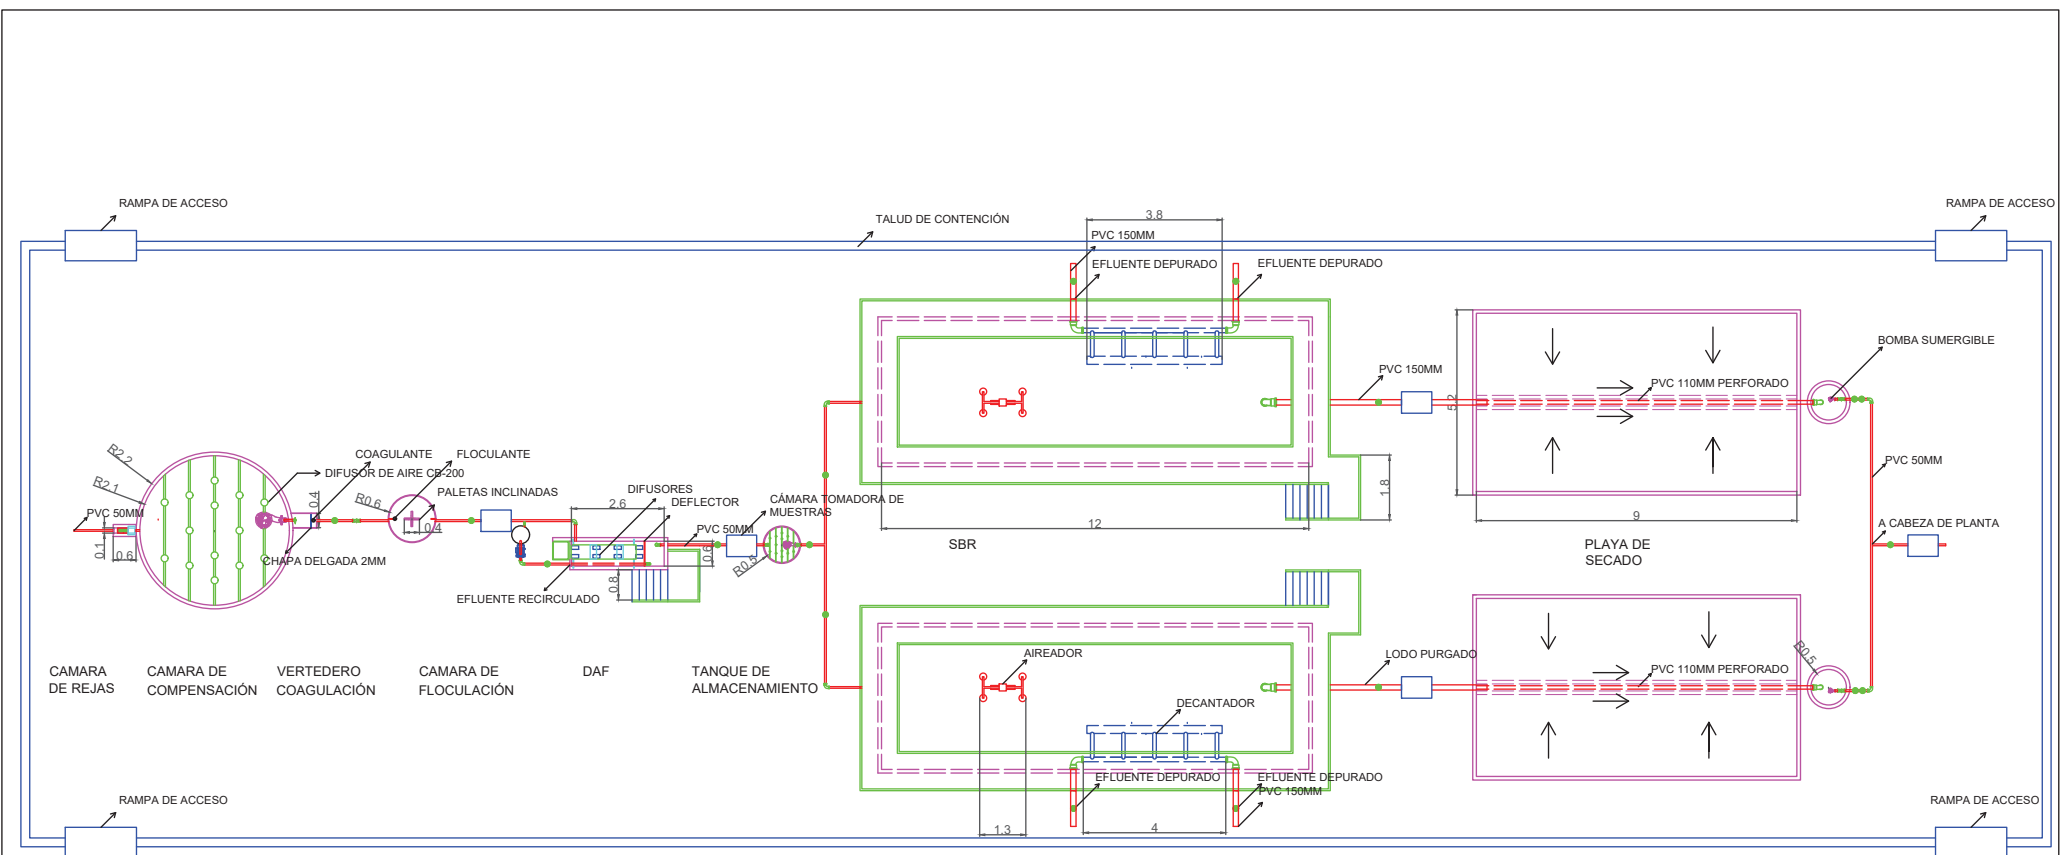 RAMPA DE ACCESO
RAMPA DE ACCESO
TALUD DE CONTENCIÓN
3.8
PVC 150MM
EFLUENTE DEPURADO
EFLUENTE DEPURADO
BOMBA SUMERGIBLE
PVC 150MM
PVC 110MM PERFORADO
5.2
R2.2
R2.1
COAGULANTE
FLOCULANTE
DIFUSOR DE AIRE CB-200
PALETAS INCLINADAS
R0.6
0.4
0.4
DIFUSORES
DEFLECTOR
2.6
CÁMARA TOMADORA DE
MUESTRAS
PVC 50MM
PVC 50MM
PVC 50MM
1.8
12
9
A CABEZA DE PLANTA
0.1
0.6
CHAPA DELGADA 2MM
0.6
R0.5
0.8
EFLUENTE RECIRCULADO
SBR
PLAYA DE
SECADO
CAMARA
DE REJAS
CAMARA DE
COMPENSACIÓN
VERTEDERO
COAGULACIÓN
CAMARA DE
FLOCULACIÓN
DAF
TANQUE DE
ALMACENAMIENTO
AIREADOR
LODO PURGADO
PVC 110MM PERFORADO
R0.5
DECANTADOR
EFLUENTE DEPURADO
EFLUENTE DEPURADO
PVC 150MM
1.3
4
RAMPA DE ACCESO
RAMPA DE ACCESO